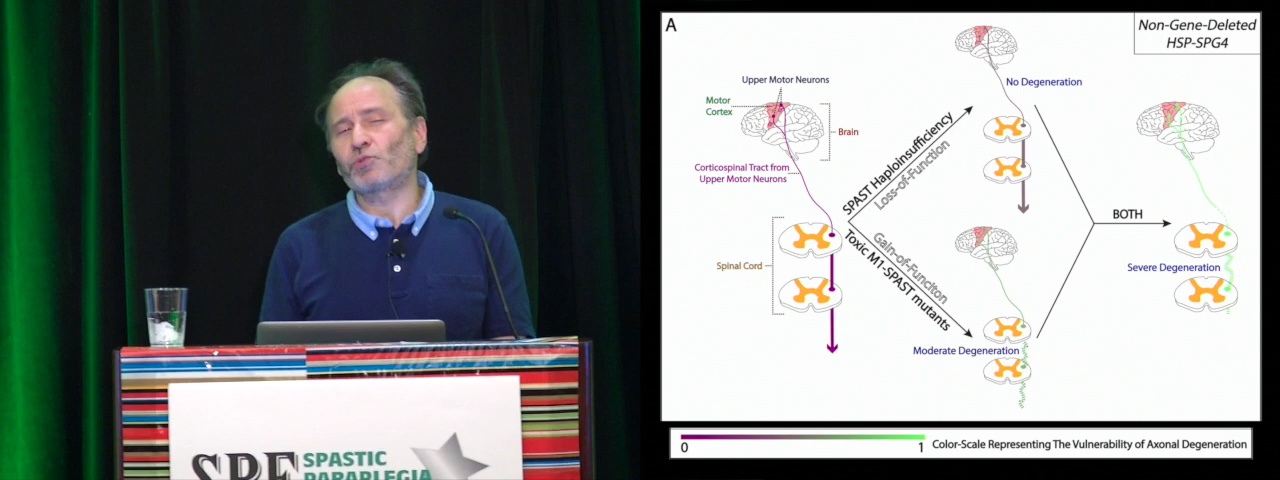 SPF SPASTIC
PARAPLEGIA
A
Non-Gene-Deleted
HSP-SPG4
Upper Motor Neurons
Motor
Cortex
Brain
Corticospinal Tract from
Upper Motor Neurons
Spinal Cord
SPAST Haploinsufficiency
Loss-of-Function
Gain-of-Funciton
Toxic M1-SPAST mutants
No Degeneration
Moderate Degeneration
BOTH
Severe Degeneration
0
1
Color-Scale Representing The Vulnerability of Axonal Degeneration